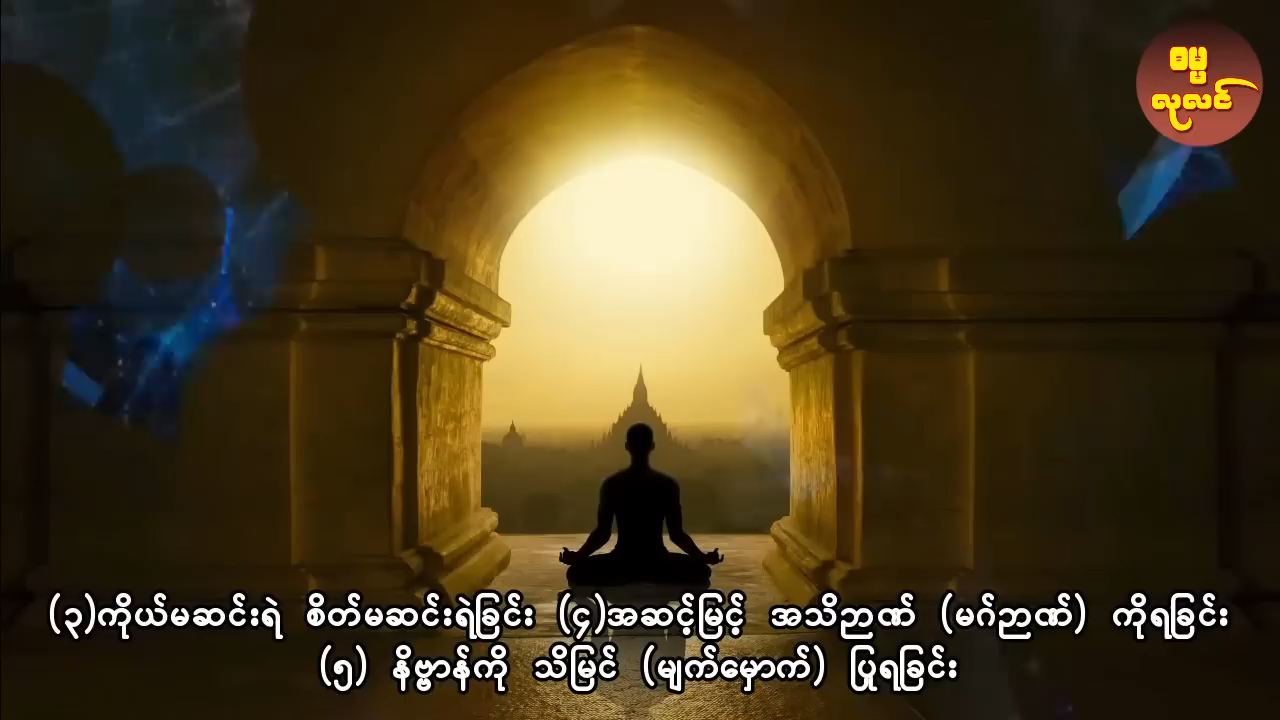 ဓမ္မ
လုလင်
(၃)ကိုယ်မဆင်းရဲ စိတ်မဆင်းရဲခြင်း (၄)အဆင့်မြင့် အသိဉာဏ် (မဂ်ဉာဏ်) ကိုရခြင်း
(၅) နိဗ္ဗာန်ကို သိမြင် (မျက်မှောက်) ပြုရခြင်း